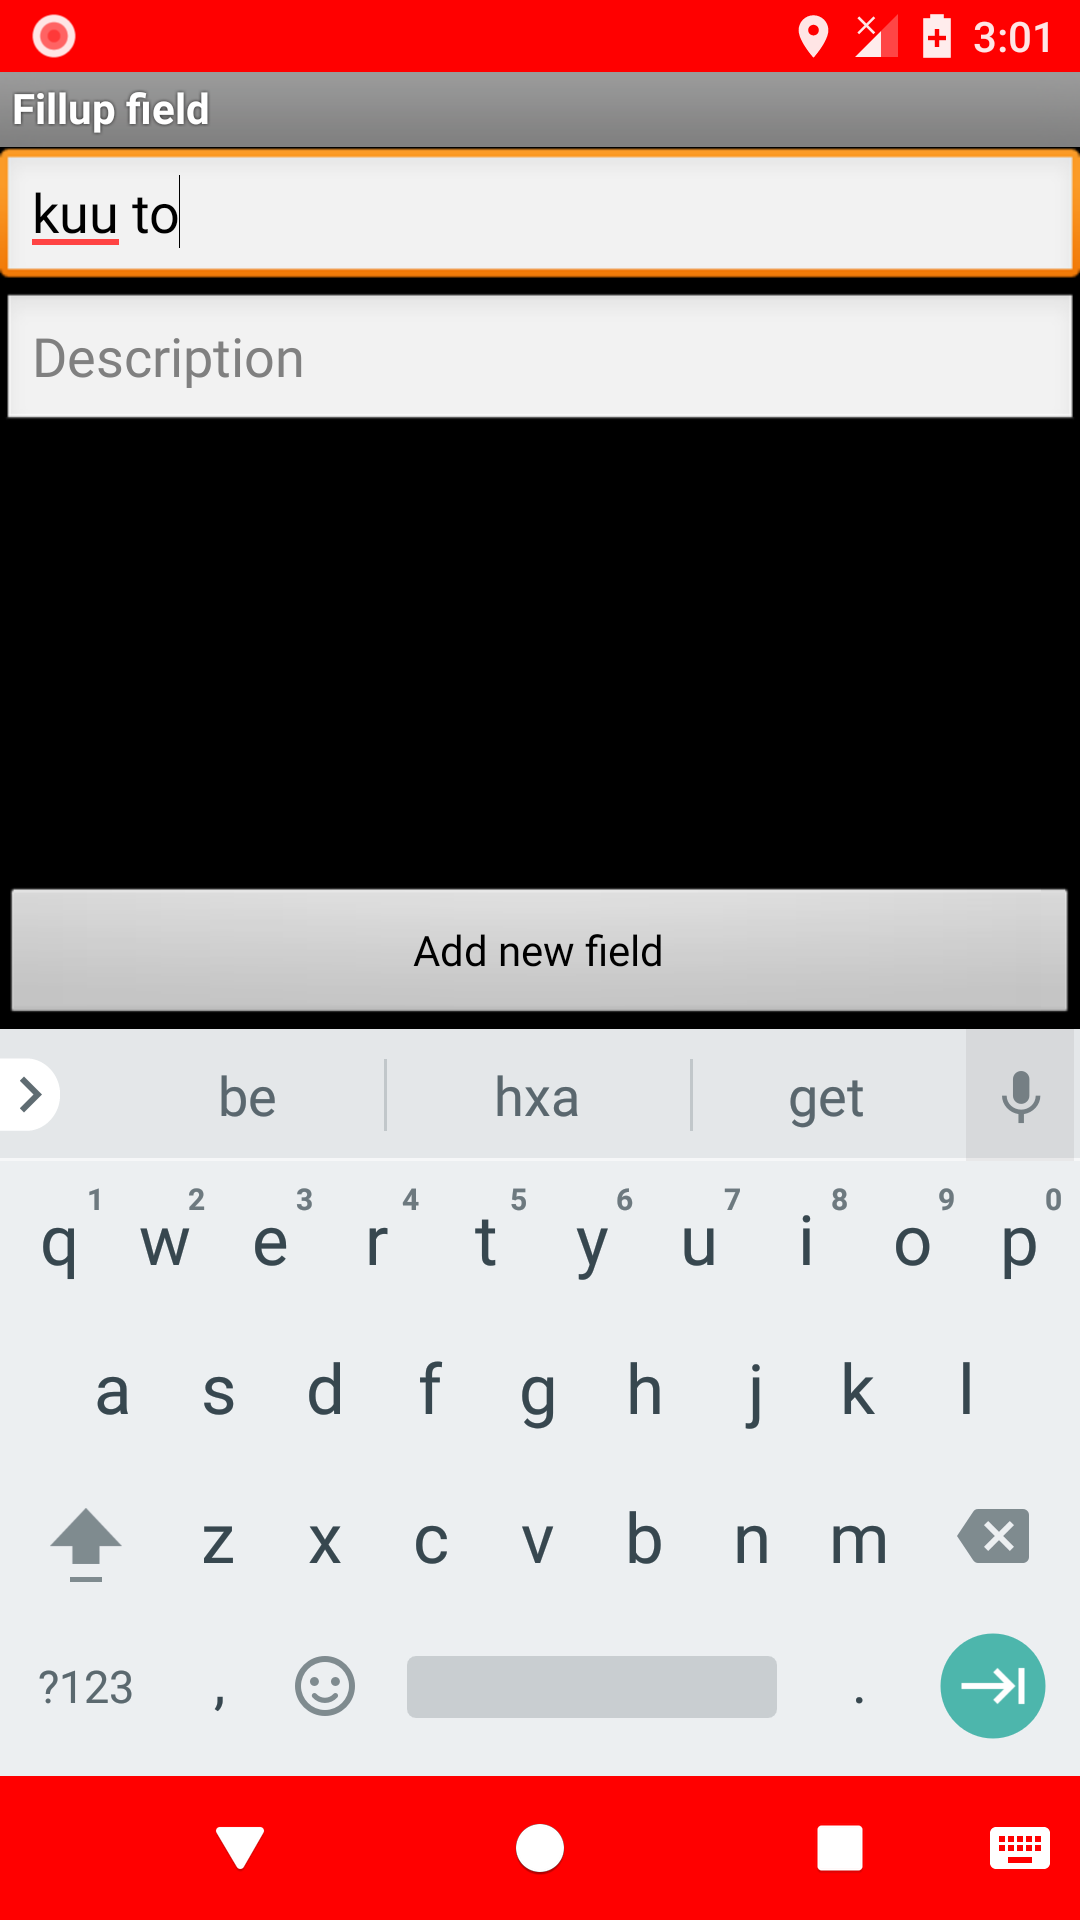 3:01
Fillup field
kuu to
Description
Add new field
be hxa get
1 2 3 4 5 6 7 8 9 0
q w e r t y u i o p
a s d f g h j k l
z x c v b n m
?123 , .